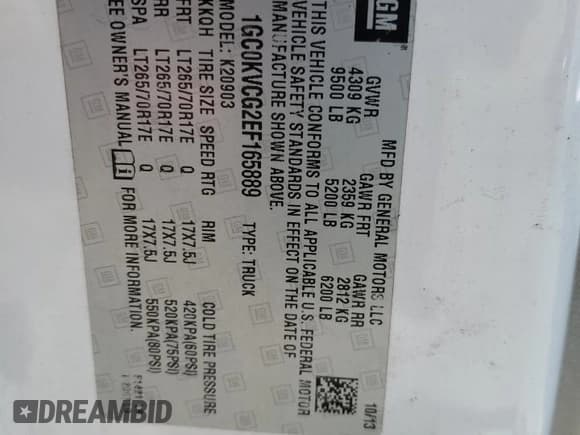 GM
®
MFD BY GENERAL MOTORS LLC
10/13
GVWR GAWR FRT GAWR RR
4309 KG 2359 KG 2812 KG
9500 LB 5200 LB 6200 LB
THIS VEHICLE CONFORMS TO ALL APPLICABLE U.S. FEDERAL MOTOR
VEHICLE SAFETY STANDARDS IN EFFECT ON THE DATE OF
MANUFACTURE SHOWN ABOVE.
1GC0KVCG2EF165889 TYPE: TRUCK
MODEL: K20903
KKOH TIRE SIZE SPEED RTG RIM COLD TIRE PRESSURE
FRT LT265/70R17E Q 17X7.5J 420KPA(60PSI)
RR LT265/70R17E Q 17X7.5J 520KPA(75PSI)
SPA LT265/70R17E Q 17X7.5J 550KPA(80PSI)
EE OWNER'S MANUAL FOR MORE INFORMATION.
DREAMBID